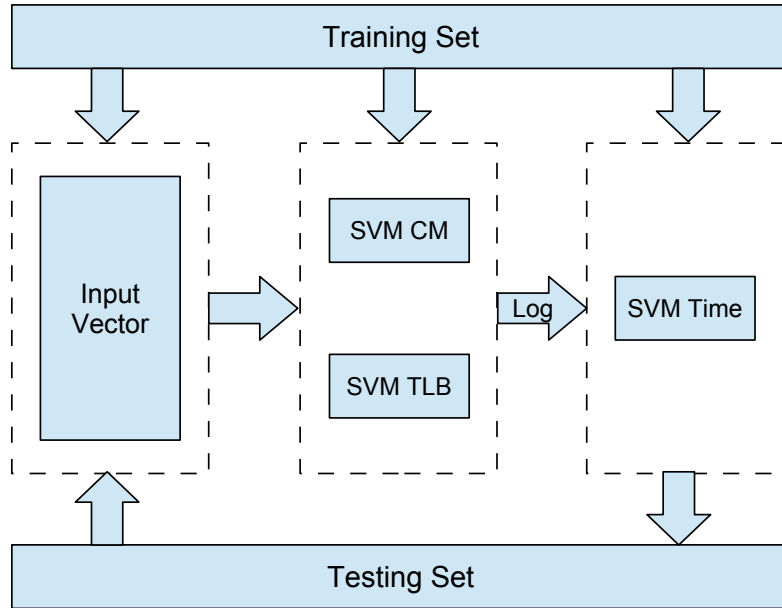 Training Set
Input
Vector
SVM CM
SVM TLB
Log
SVM Time
Testing Set